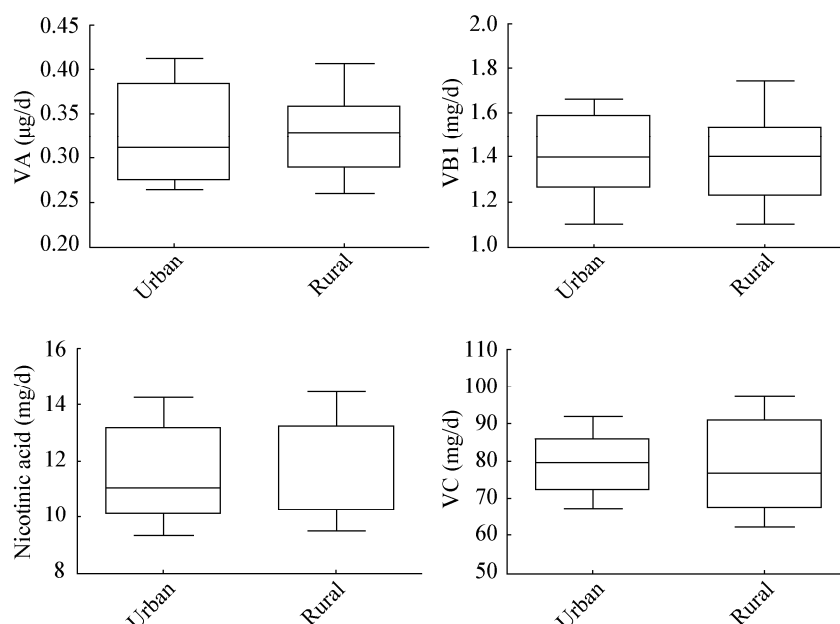 VA (μg/d)
0.45
0.40
0.35
0.30
0.25
0.20
Urban
Rural
VB1 (mg/d)
2.0
1.8
1.6
1.4
1.2
1.0
Urban
Rural
Nicotinic acid (mg/d)
16
14
12
10
8
Urban
Rural
VC (mg/d)
110
100
90
80
70
60
50
Urban
Rural